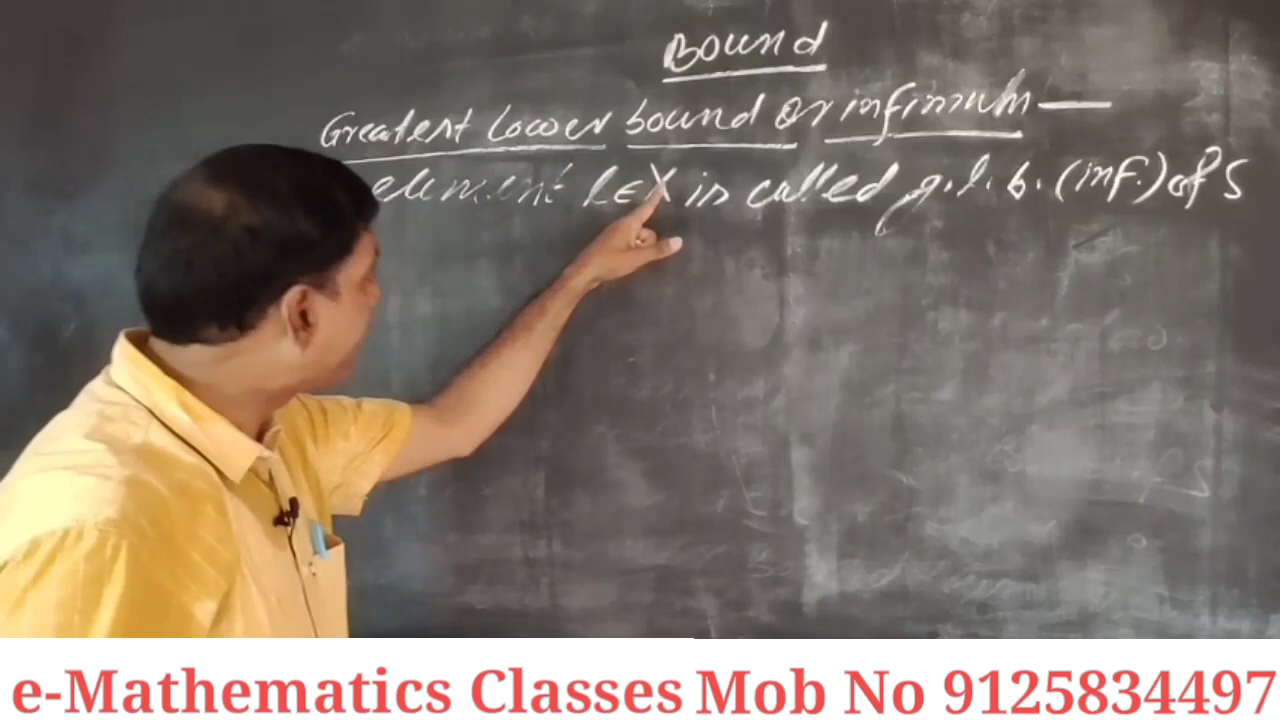 Bound
Greatest Lower bound or infimum —
element l ∈ X is called g.l.b. (inf.) of S
e-Mathematics Classes Mob No 9125834497